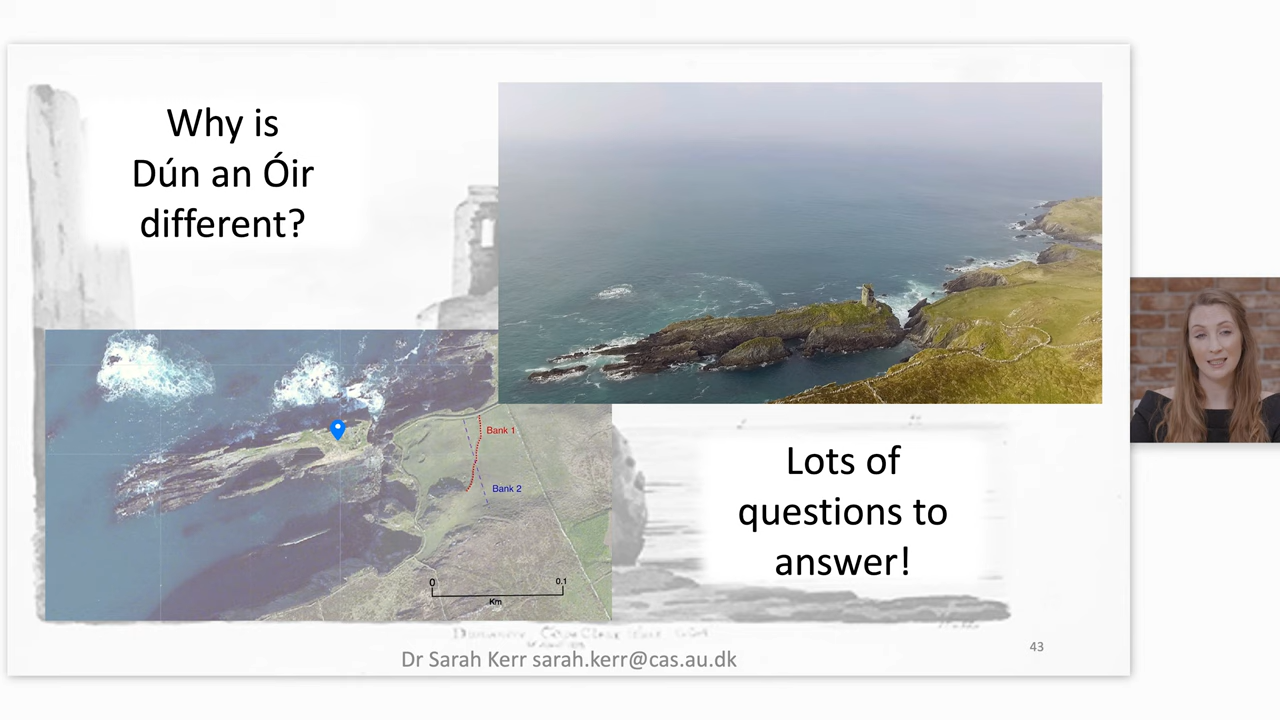 Why is
Dún an Óir
different?
Bank 1
Bank 2
0
0.1
Km
Lots of
questions to
answer!
Dr Sarah Kerr sarah.kerr@cas.au.dk
43